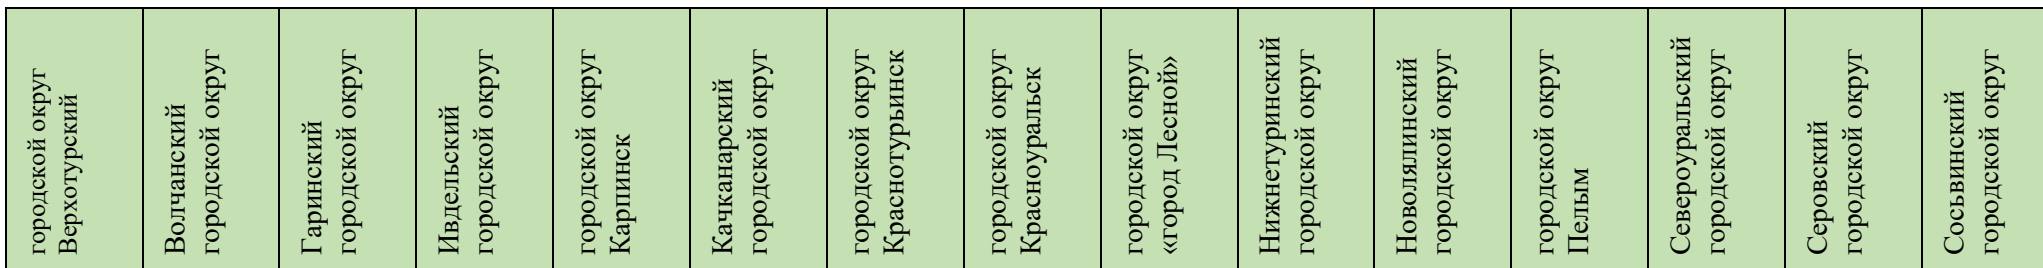 городской округ
Верхотурский
Волчанский
городской округ
Гаринский
городской округ
Ивдельский
городской округ
городской округ
Карпинск
Качканарский
городской округ
городской округ
Краснотурьинск
городской округ
Красноуральск
городской округ
«город Лесной»
Нижнетуринский
городской округ
Новолялинский
городской округ
городской округ
Пелым
Североуральский
городской округ
Серовский
городской округ
Сосьвинский
городской округ